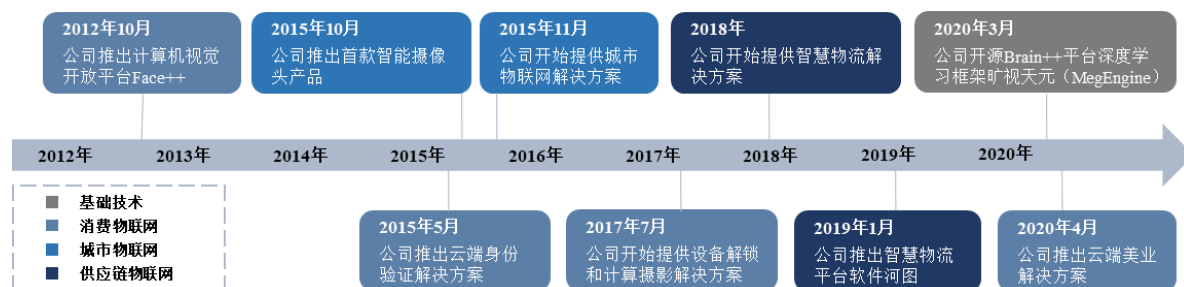 2012年10月
公司推出计算机视觉
开放平台Face++
2015年10月
公司推出首款智能摄像
头产品
2015年11月
公司开始提供城市
物联网解决方案
2018年
公司开始提供智慧物流解
决方案
2020年3月
公司开源Brain++平台深度学
习框架旷视天元（MegEngine）
2012年
2013年
2014年
2015年
2016年
2017年
2018年
2019年
2020年
基础技术
消费物联网
城市物联网
供应链物联网
2015年5月
公司推出云端身份
验证解决方案
2017年7月
公司开始提供设备解锁
和计算摄影解决方案
2019年1月
公司推出智慧物流
平台软件河图
2020年4月
公司推出云端美业
解决方案